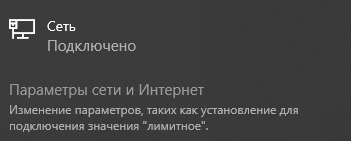 Сеть
Подключено
Параметры сети и Интернет
Изменение параметров, таких как установление для
подключения значения "лимитное".